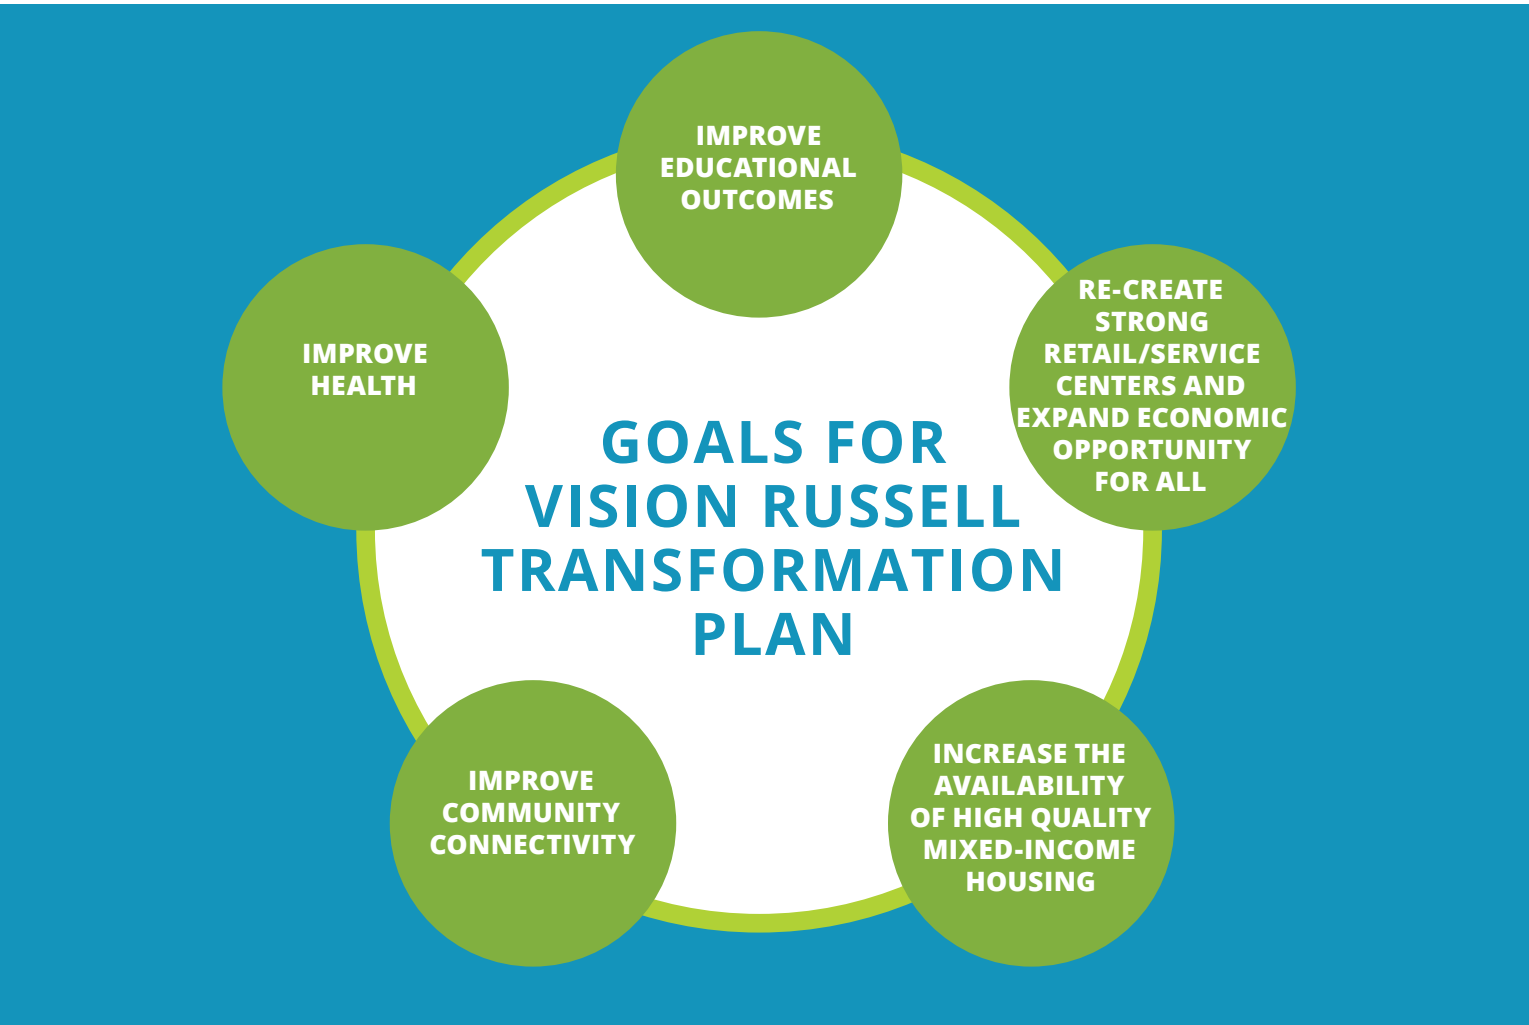 IMPROVE
EDUCATIONAL
OUTCOMES
RE-CREATE
STRONG
RETAIL/SERVICE
CENTERS AND
EXPAND ECONOMIC
OPPORTUNITY
FOR ALL
IMPROVE
HEALTH
GOALS FOR
VISION RUSSELL
TRANSFORMATION
PLAN
IMPROVE
COMMUNITY
CONNECTIVITY
INCREASE THE
AVAILABILITY
OF HIGH QUALITY
MIXED-INCOME
HOUSING